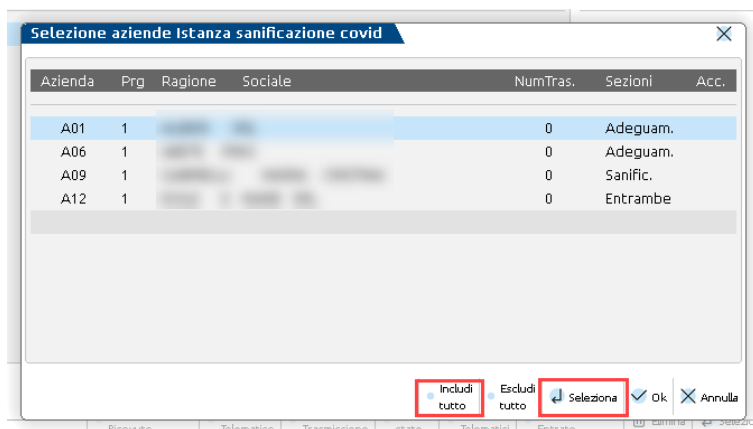 Selezione aziende Istanza sanificazione covid
Azienda Prg Ragione Sociale NumTras. Sezioni Acc.
A01 1 0 Adeguam.
A06 1 0 Adeguam.
A09 1 0 Sanific.
A12 1 0 Entrambe
Includi tutto
Escludi tutto
Seleziona
Ok
Annulla